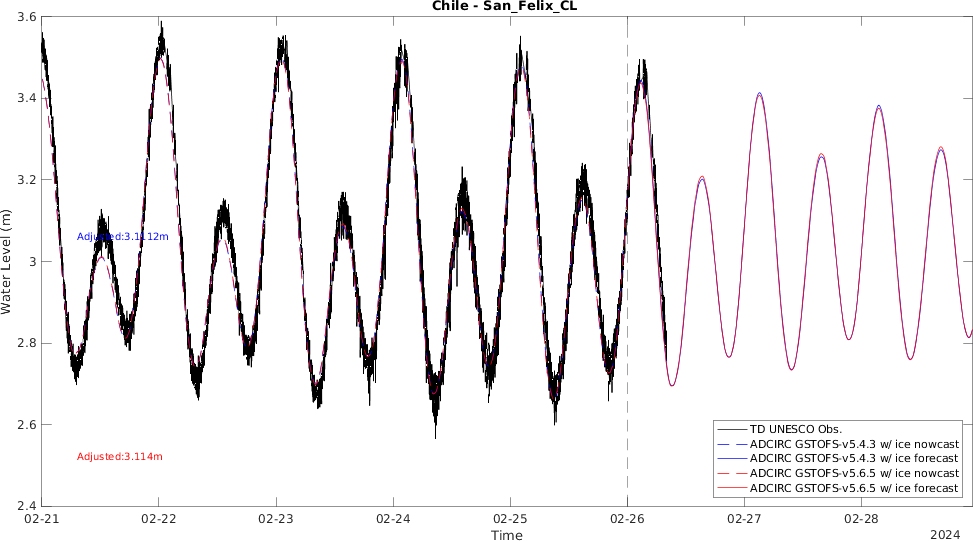 Chile - San_Felix_CL
3.6
3.4
3.2
3
2.8
2.6
2.4
Water Level (m)
Adjusted:3.1112m
Adjusted:3.114m
TD UNESCO Obs.
ADCIRC GSTOFS-v5.4.3 w/ ice nowcast
ADCIRC GSTOFS-v5.4.3 w/ ice forecast
ADCIRC GSTOFS-v5.6.5 w/ ice nowcast
ADCIRC GSTOFS-v5.6.5 w/ ice forecast
02-21 02-22 02-23 02-24 02-25 02-26 02-27 02-28
Time
2024